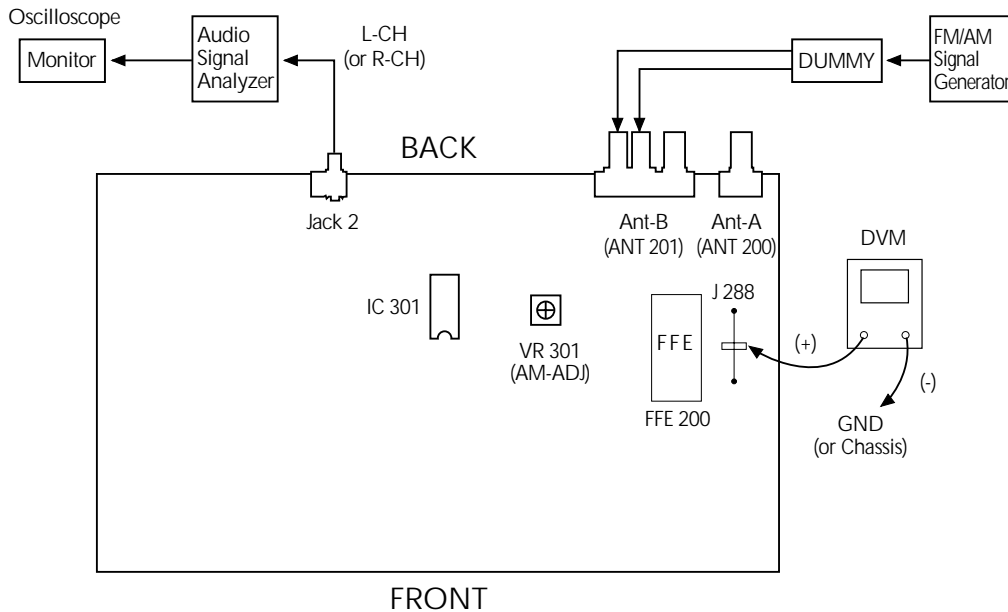 Oscilloscope
Monitor
Audio
Signal
Analyzer
L-CH
(or R-CH)
DUMMY
FM/AM
Signal
Generator
BACK
Jack 2
Ant-B
(ANT 201)
Ant-A
(ANT 200)
DVM
IC 301
VR 301
(AM-ADJ)
FFE
FFE 200
J 288
(+)
(-)
GND
(or Chassis)
FRONT